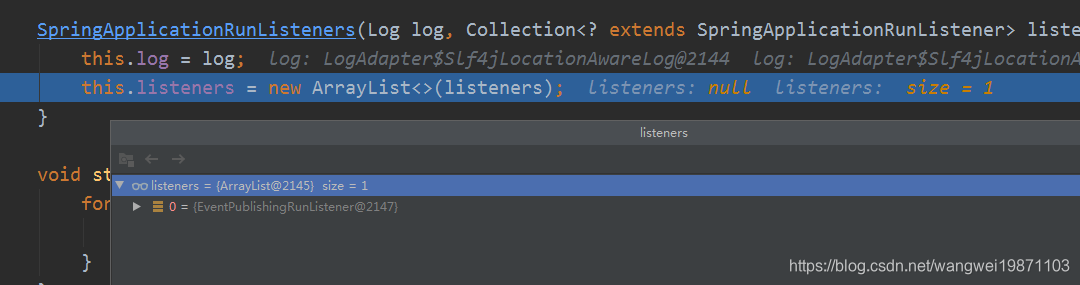 SpringApplicationRunListeners(Log log, Collection<? extends SpringApplicationRunListener> liste
this.log = log; log: LogAdapter$Slf4jLocationAwareLog@2144 log: LogAdapter$Slf4jLocationA
this.listeners = new ArrayList<>(listeners); listeners: null listeners: size = 1
}
listeners
void st
listeners = {ArrayList@2145} size = 1
for
0 = {EventPublishingRunListener@2147}
}
https://blog.csdn.net/wangwei19871103